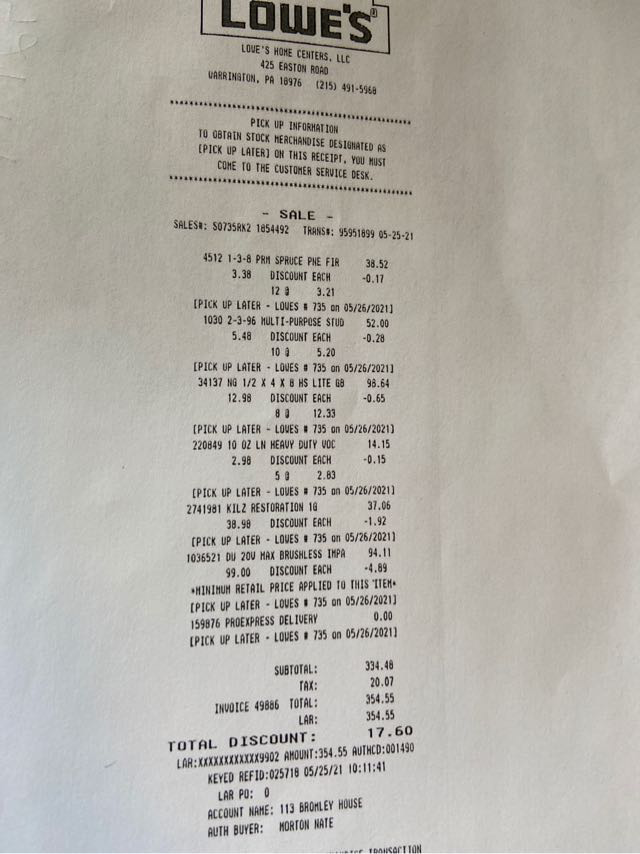 LOWE'S®
LOWE'S HOME CENTERS, LLC
425 EASTON ROAD
WARRINGTON, PA 18976 (215) 491-5968
PICK UP INFORMATION
TO OBTAIN STOCK MERCHANDISE DESIGNATED AS
[PICK UP LATER] ON THIS RECEIPT, YOU MUST
COME TO THE CUSTOMER SERVICE DESK.
- SALE -
SALES#: S0735RK2 1854492 TRANS#: 95951899 05-25-21
4512 1-3-8 PRM SPRUCE PNE FIR 38.52
3.38 DISCOUNT EACH -0.17
12 @ 3.21
[PICK UP LATER - LOWES # 735 on 05/26/2021]
1030 2-3-96 MULTI-PURPOSE STUD 52.00
5.48 DISCOUNT EACH -0.28
10 @ 5.20
[PICK UP LATER - LOWES # 735 on 05/26/2021]
34137 NG 1/2 X 4 X 8 HS LITE GB 98.64
12.98 DISCOUNT EACH -0.65
8 @ 12.33
[PICK UP LATER - LOWES # 735 on 05/26/2021]
220849 10 OZ LN HEAVY DUTY VOC 14.15
2.98 DISCOUNT EACH -0.15
5 @ 2.83
[PICK UP LATER - LOWES # 735 on 05/26/2021]
2741981 KILZ RESTORATION 1G 37.06
38.98 DISCOUNT EACH -1.92
[PICK UP LATER - LOWES # 735 on 05/26/2021]
1036521 DW 20V MAX BRUSHLESS IMPA 94.11
99.00 DISCOUNT EACH -4.89
*MINIMUM RETAIL PRICE APPLIED TO THIS ITEM*
[PICK UP LATER - LOWES # 735 on 05/26/2021]
159876 PROEXPRESS DELIVERY 0.00
[PICK UP LATER - LOWES # 735 on 05/26/2021]
SUBTOTAL: 334.48
TAX: 20.07
INVOICE 49886 TOTAL: 354.55
LAR: 354.55
TOTAL DISCOUNT: 17.60
LAR:XXXXXXXXXXXX9902 AMOUNT:354.55 AUTHCD:001490
KEYED REFID:025718 05/25/21 10:11:41
LAR PO: 0
ACCOUNT NAME: 113 BROMLEY HOUSE
AUTH BUYER: MORTON NATE
TRANSACTION